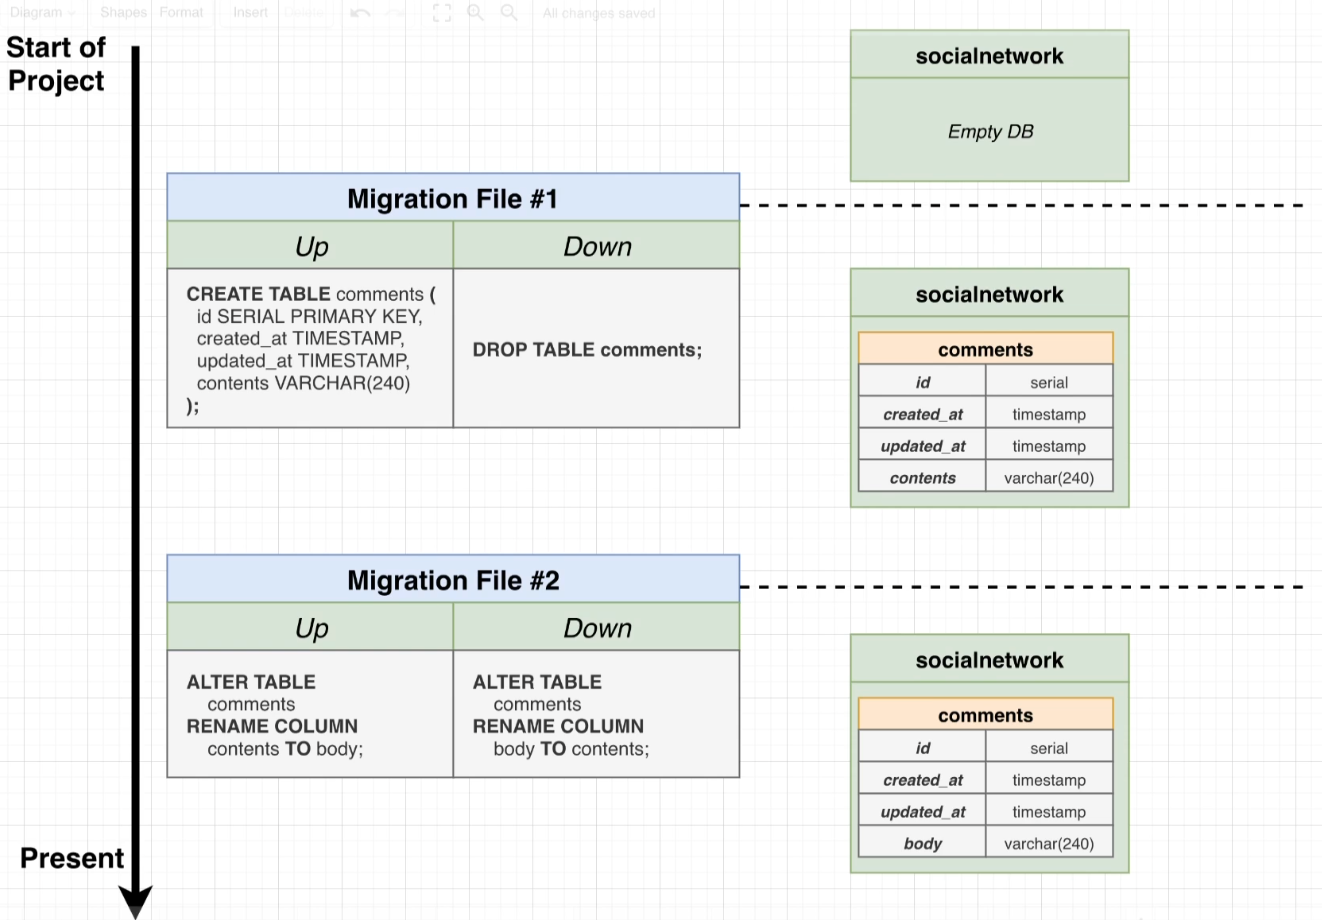 Diagram Shapes Format Insert Delete All changes saved
Start of
Project
socialnetwork
Empty DB
Migration File #1
Up Down
CREATE TABLE comments (
id SERIAL PRIMARY KEY,
created_at TIMESTAMP,
updated_at TIMESTAMP,
contents VARCHAR(240)
);
DROP TABLE comments;
socialnetwork
comments
id serial
created_at timestamp
updated_at timestamp
contents varchar(240)
Migration File #2
Up Down
ALTER TABLE
comments
RENAME COLUMN
contents TO body;
ALTER TABLE
comments
RENAME COLUMN
body TO contents;
socialnetwork
comments
id serial
created_at timestamp
updated_at timestamp
body varchar(240)
Present